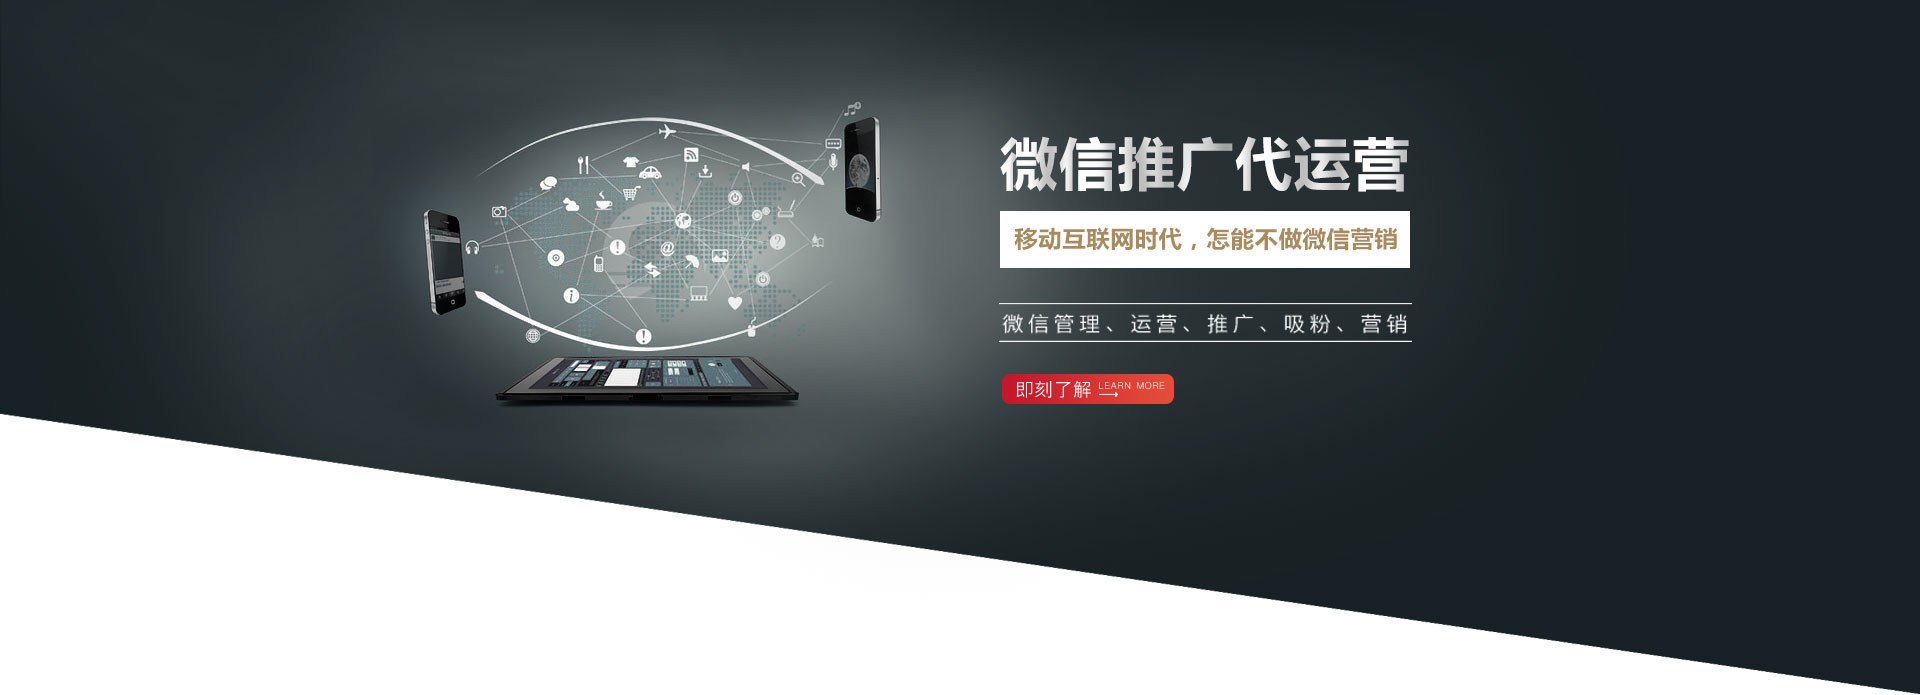 微信推广代运营
移动互联网时代，怎能不做微信营销
微信管理、运营、推广、吸粉、营销
即刻了解 LEARN MORE